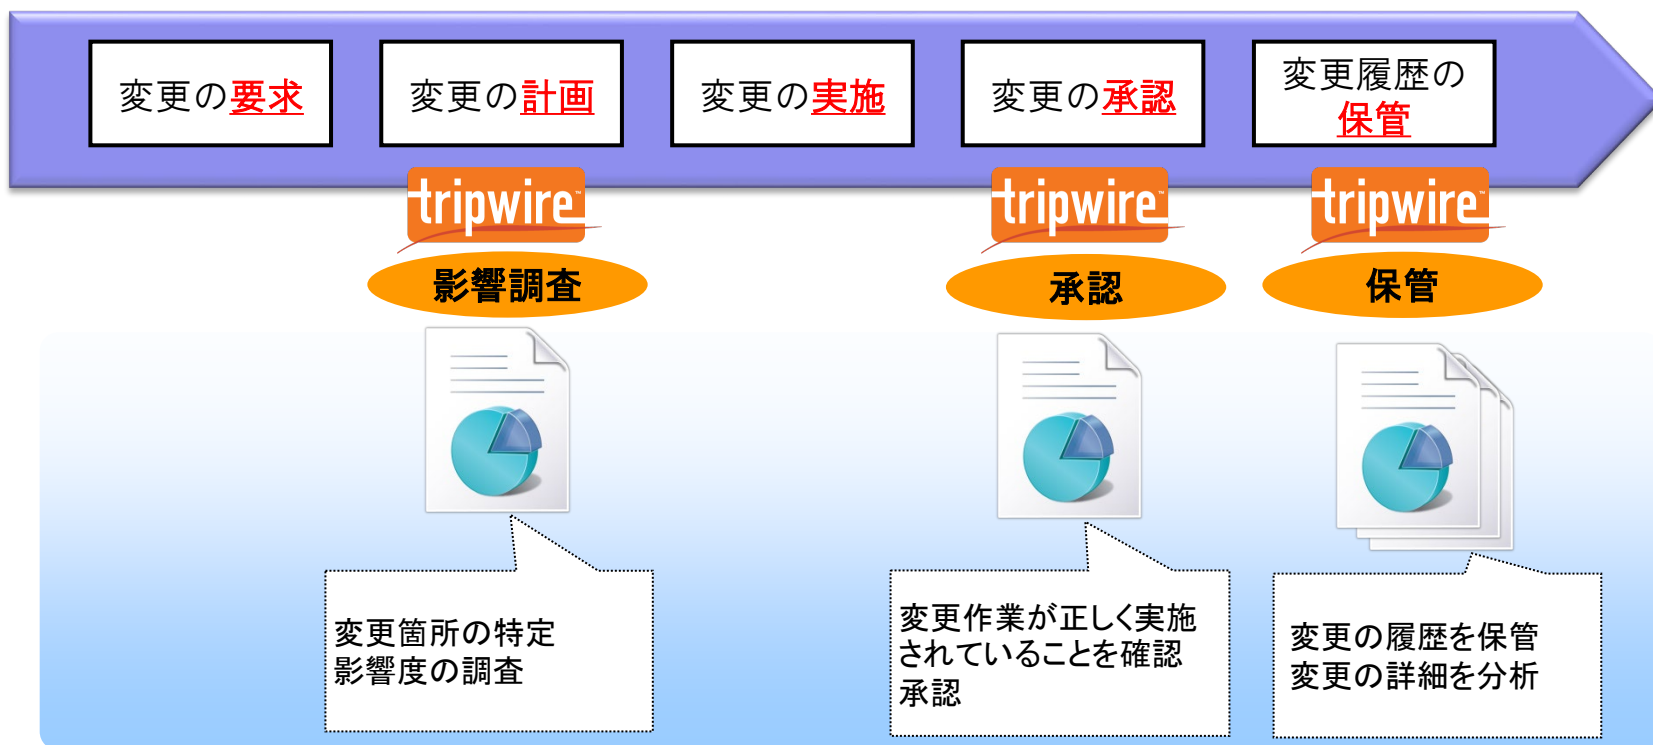 変更の要求
変更の計画
変更の実施
変更の承認
変更履歴の
保管
tripwire™
tripwire™
tripwire™
影響調査
承認
保管
変更箇所の特定
影響度の調査
変更作業が正しく実施
されていることを確認
承認
変更の履歴を保管
変更の詳細を分析